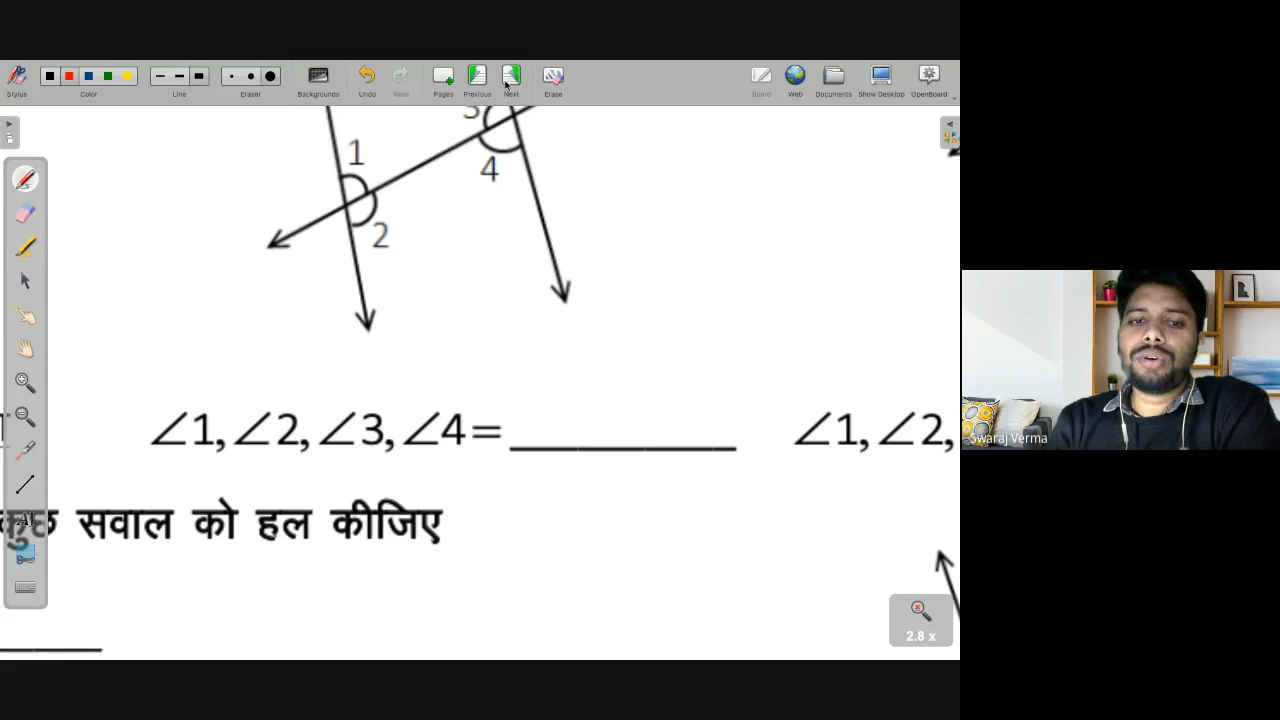 Stylus Color Line Eraser Backgrounds Undo Redo Pages Previous Next Erase Board Web Documents Show Desktop OpenBoard
3
1
4
2
∠1, ∠2, ∠3, ∠4= __________ ∠1, ∠2,
कुछ सवाल को हल कीजिए
Swaraj Verma
2.8 x